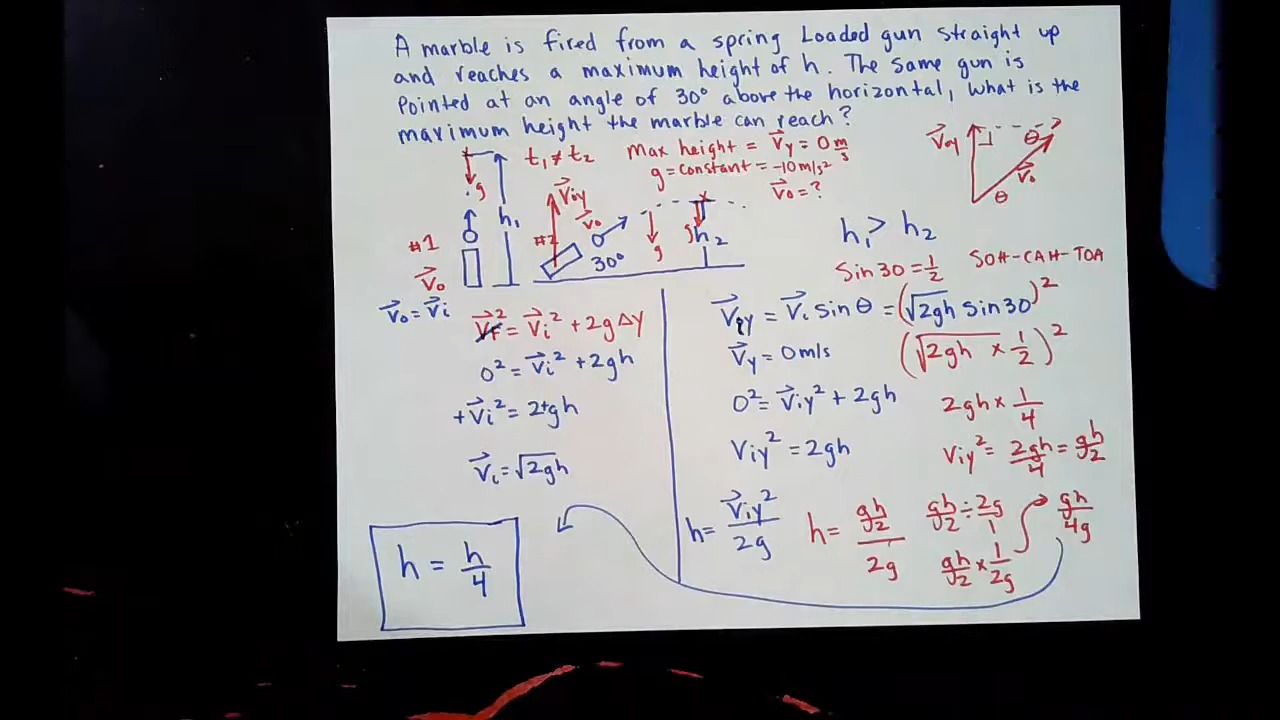 A marble is fired from a spring Loaded gun straight up
and reaches a maximum height of h. The same gun is
Pointed at an angle of 30° above the horizontal, what is the
maximum height the marble can reach?
t₁ ≠ t₂
Max height = V⃗y = 0 m/s
g = constant = -10 m/s²
V⃗o = ?
g
h₁
#1
V⃗o
V⃗o = V⃗i
V⃗oy
V⃗o
#2
30°
g
g
h₂
V⃗oy
θ
V⃗o
θ
h₁ > h₂
Sin 30 = 1/2
SOH-CAH-TOA
V⃗f² = V⃗i² + 2gΔy
0² = V⃗i² + 2gh
+V⃗i² = 2+gh
V⃗i = √2gh
h = h/4
V⃗iy = V⃗i sin θ = (√2gh Sin 30)²
V⃗y = 0 m/s
(√2gh × 1/2)²
0² = V⃗iy² + 2gh
2gh × 1/4
Viy² = 2gh
Viy² = 2gh/4 = gh/2
h = V⃗iy²/2g
h = gh/2/2g
gh/2 ÷ 2g/1
gh/4g
gh/2 × 1/2g